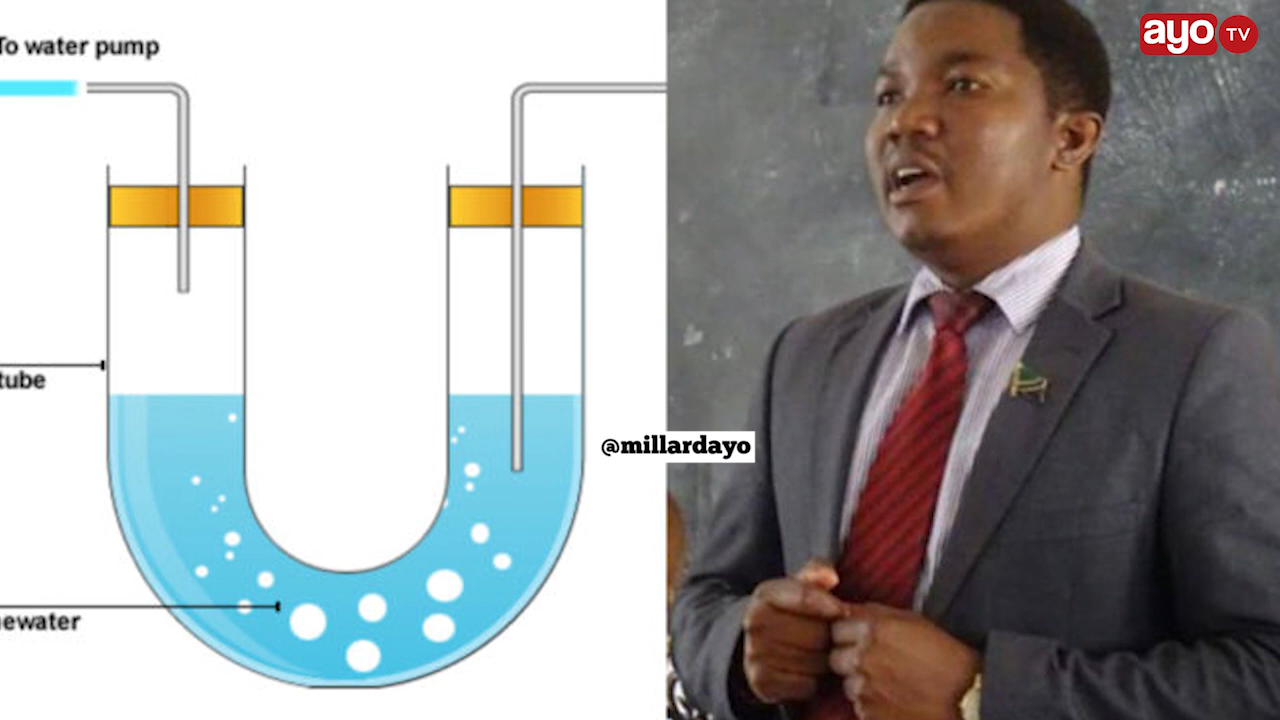 To water pump
tube
ewater
@millardayo
ayo TV